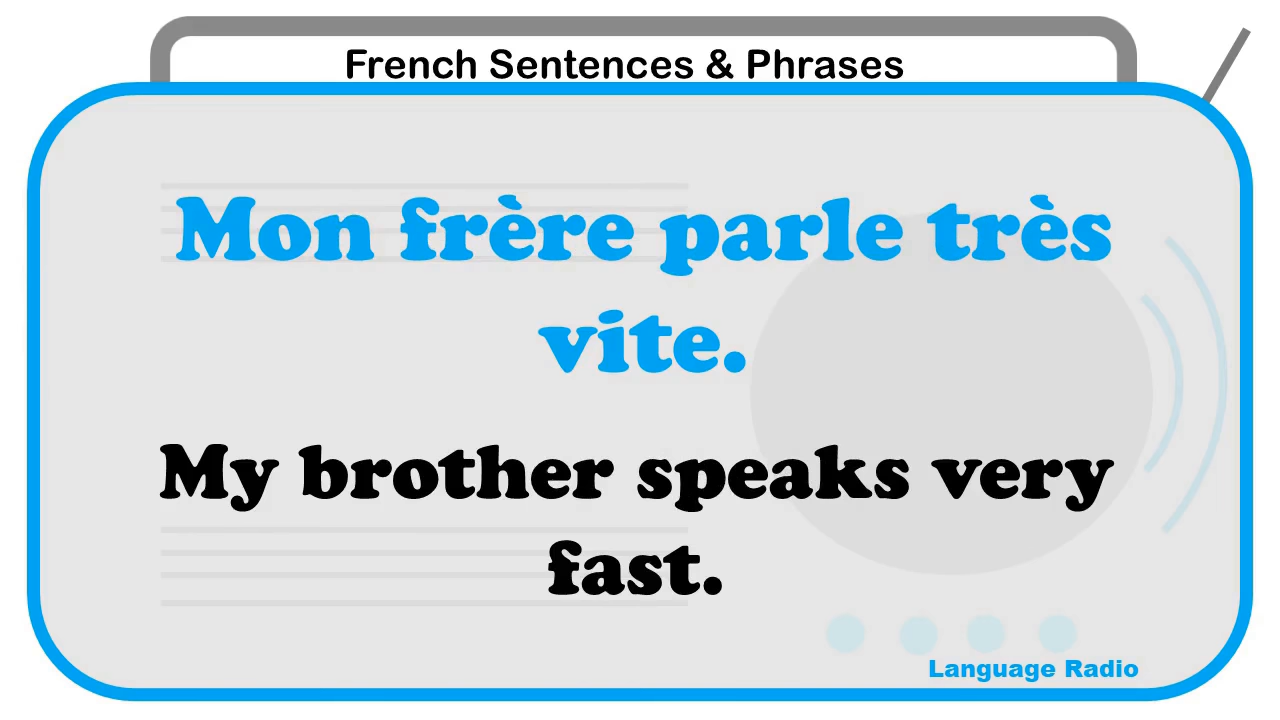 French Sentences & Phrases
Mon frère parle très
vite.
My brother speaks very
fast.
Language Radio